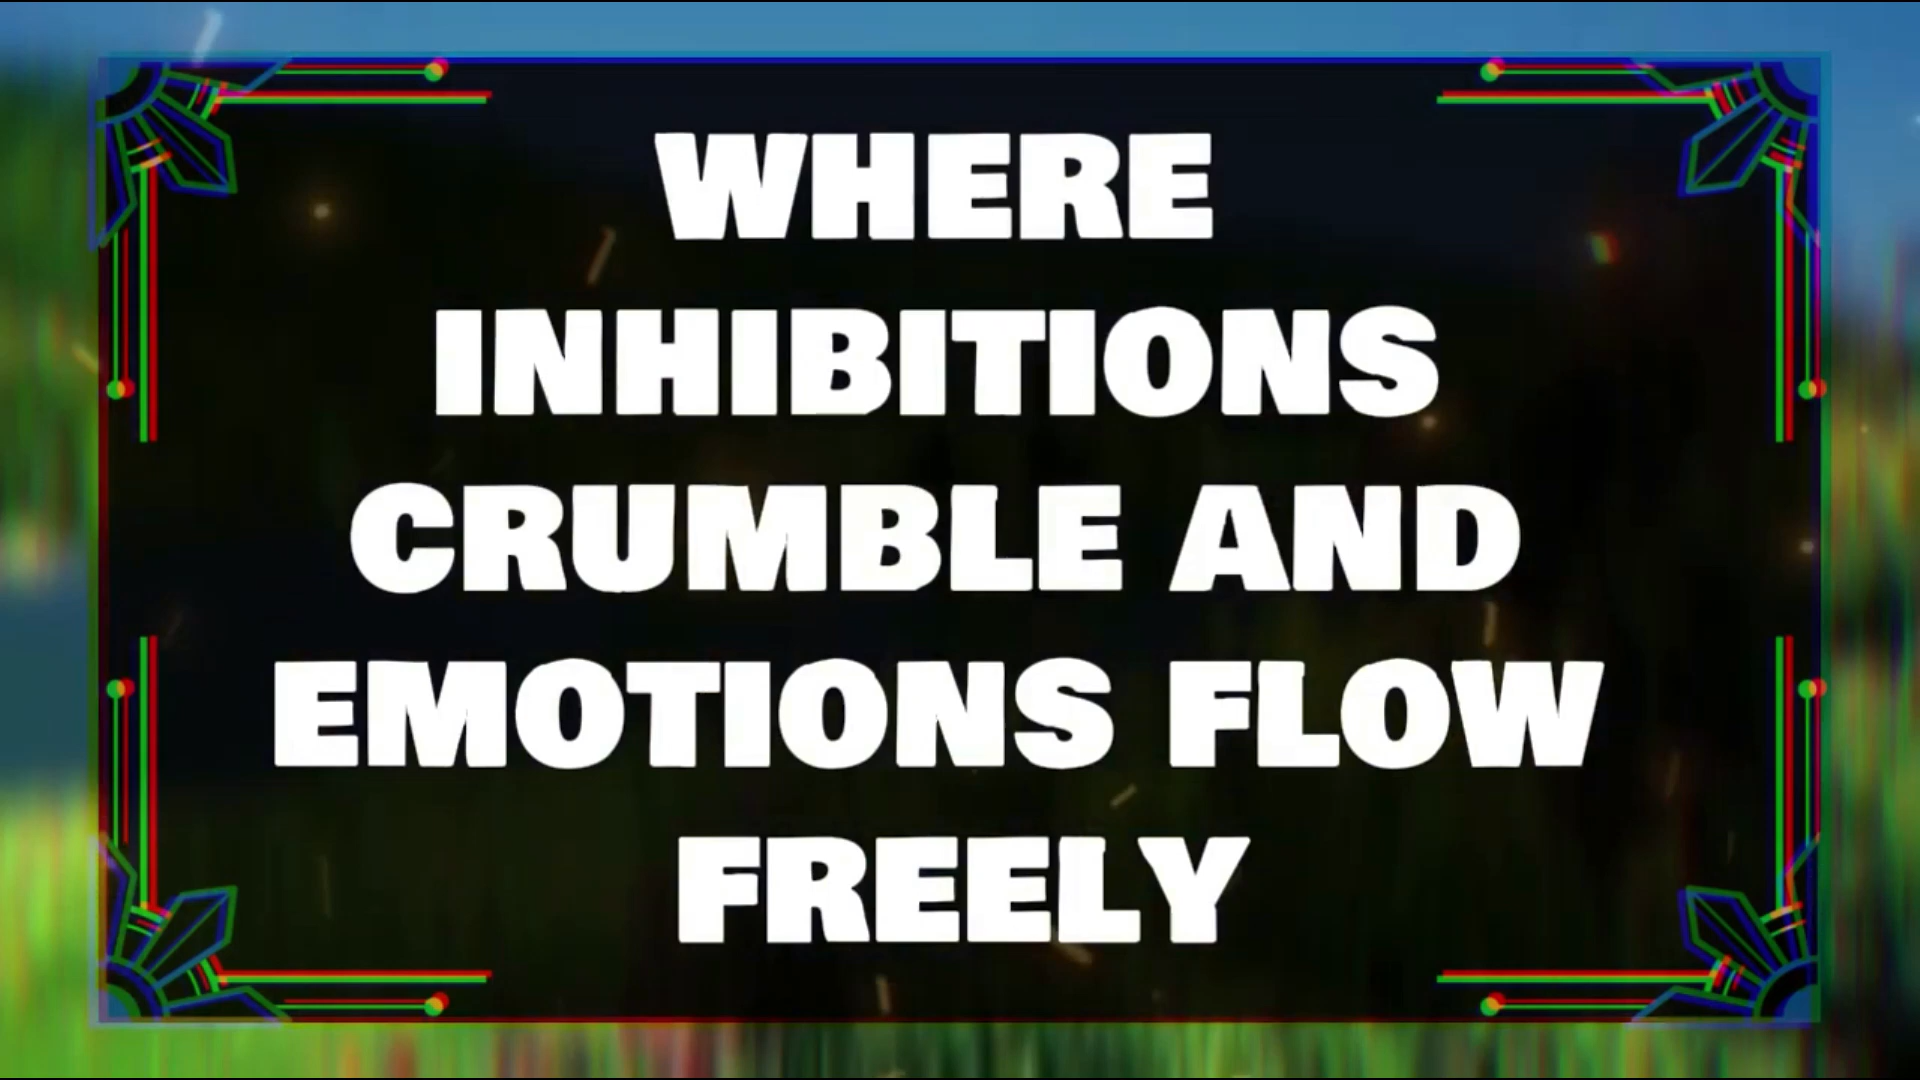 WHERE
INHIBITIONS
CRUMBLE AND
EMOTIONS FLOW
FREELY